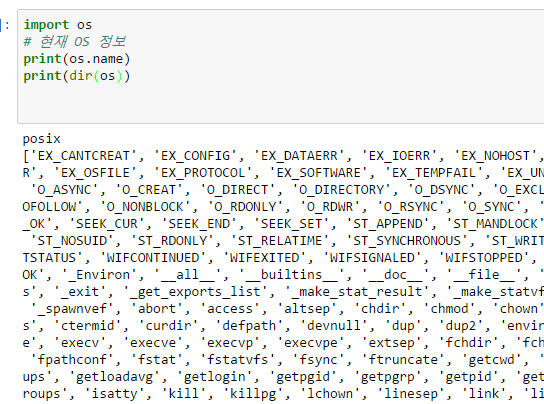 ]:
import os
# 현재 OS 정보
print(os.name)
print(dir(os))
posix
['EX_CANTCREAT', 'EX_CONFIG', 'EX_DATAERR', 'EX_IOERR', 'EX_NOHOST',
R', 'EX_OSFILE', 'EX_PROTOCOL', 'EX_SOFTWARE', 'EX_TEMPFAIL', 'EX_UN
'O_ASYNC', 'O_CREAT', 'O_DIRECT', 'O_DIRECTORY', 'O_DSYNC', 'O_EXCL
OFOLLOW', 'O_NONBLOCK', 'O_RDONLY', 'O_RDWR', 'O_RSYNC', 'O_SYNC', '
_OK', 'SEEK_CUR', 'SEEK_END', 'SEEK_SET', 'ST_APPEND', 'ST_MANDLOCK'
'ST_NOSUID', 'ST_RDONLY', 'ST_RELATIME', 'ST_SYNCHRONOUS', 'ST_WRIT
TSTATUS', 'WIFCONTINUED', 'WIFEXITED', 'WIFSIGNALED', 'WIFSTOPPED',
OK', '_Environ', '__all__', '__builtins__', '__doc__', '__file__', '
s', '_exit', '_get_exports_list', '_make_stat_result', '_make_statvf
'_spawnvef', 'abort', 'access', 'altsep', 'chdir', 'chmod', 'chown'
s', 'ctermid', 'curdir', 'defpath', 'devnull', 'dup', 'dup2', 'envir
e', 'execv', 'execve', 'execvp', 'execvpe', 'extsep', 'fchdir', 'fch
'fpathconf', 'fstat', 'fstatvfs', 'fsync', 'ftruncate', 'getcwd', '
ups', 'getloadavg', 'getlogin', 'getpgid', 'getpgrp', 'getpid', 'get
roups', 'isatty', 'kill', 'killpg', 'lchown', 'linesep', 'link', 'li